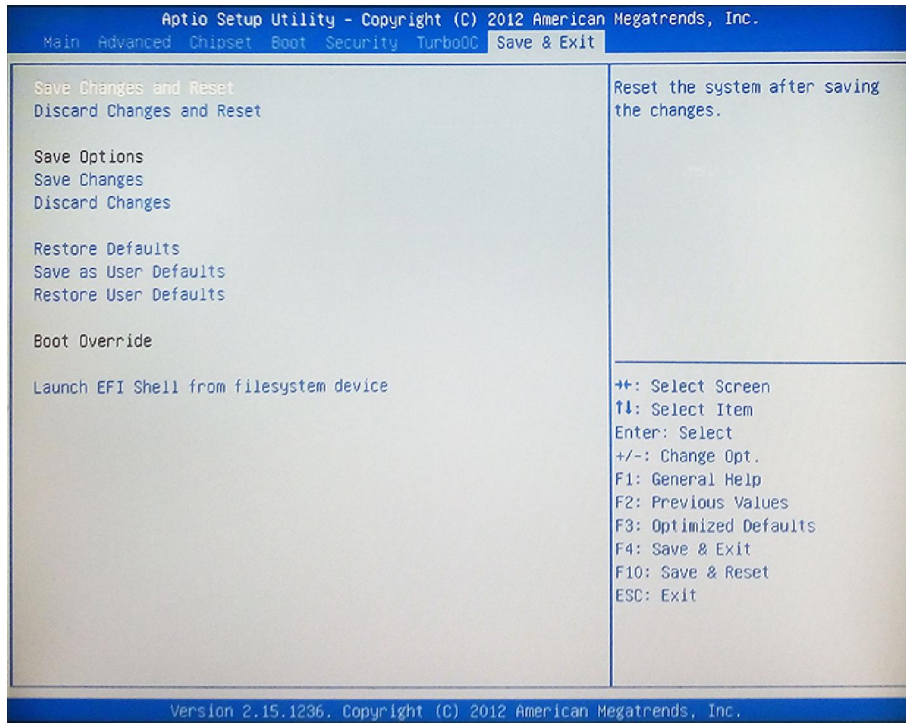 Aptio Setup Utility - Copyright (C) 2012 American Megatrends, Inc.
Main Advanced Chipset Boot Security TurboOC Save & Exit
Save Changes and Reset
Discard Changes and Reset
Save Options
Save Changes
Discard Changes
Restore Defaults
Save as User Defaults
Restore User Defaults
Boot Override
Launch EFI Shell from filesystem device
Reset the system after saving
the changes.
→←: Select Screen
↑↓: Select Item
Enter: Select
+/-: Change Opt.
F1: General Help
F2: Previous Values
F3: Optimized Defaults
F4: Save & Exit
F10: Save & Reset
ESC: Exit
Version 2.15.1236. Copyright (C) 2012 American Megatrends, Inc.